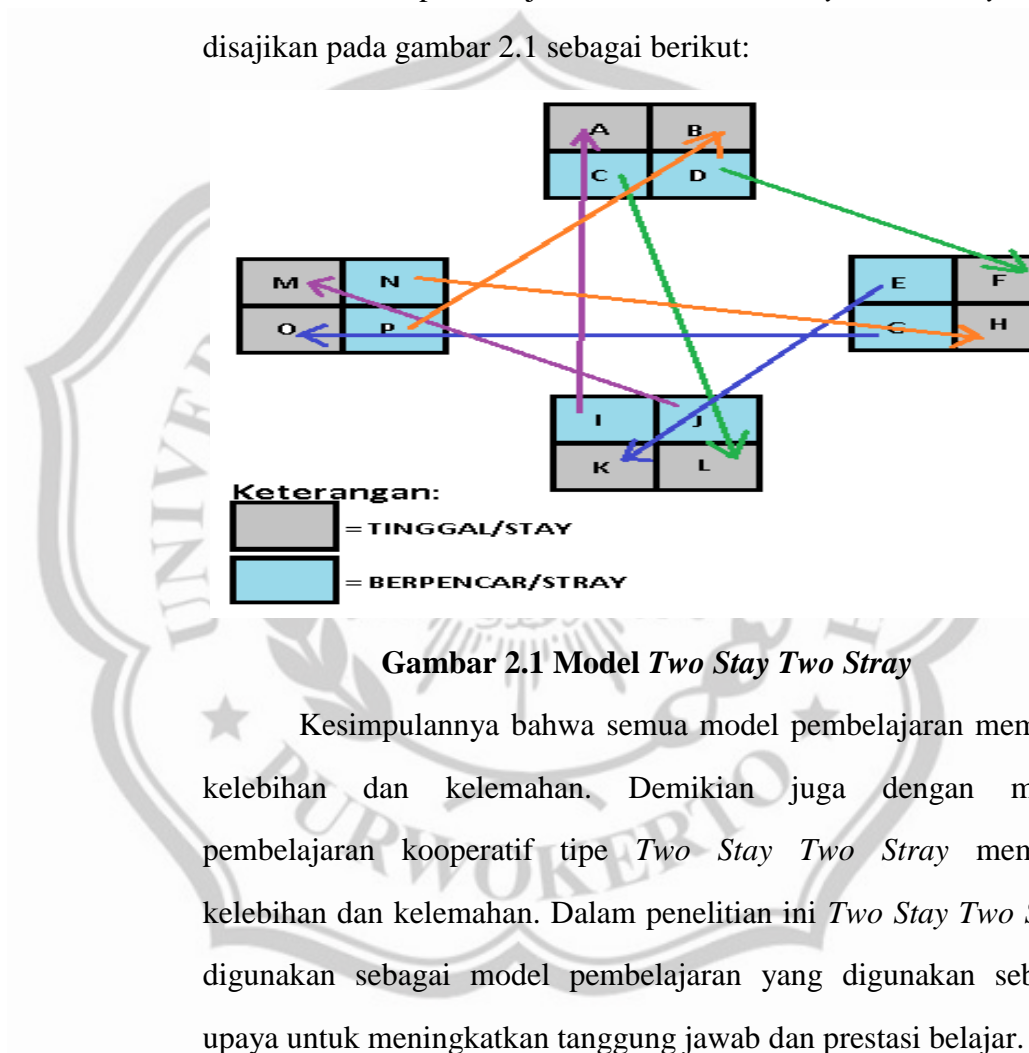 disajikan pada gambar 2.1 sebagai berikut:
A B
C D
M N
O P
E F
G H
I J
K L
Keterangan:
= TINGGAL/STAY
= BERPENCAR/STRAY
Gambar 2.1 Model Two Stay Two Stray
Kesimpulannya bahwa semua model pembelajaran mem
kelebihan dan kelemahan. Demikian juga dengan m
pembelajaran kooperatif tipe Two Stay Two Stray mem
kelebihan dan kelemahan. Dalam penelitian ini Two Stay Two S
digunakan sebagai model pembelajaran yang digunakan seb
upaya untuk meningkatkan tanggung jawab dan prestasi belajar.
PURWOKERTO